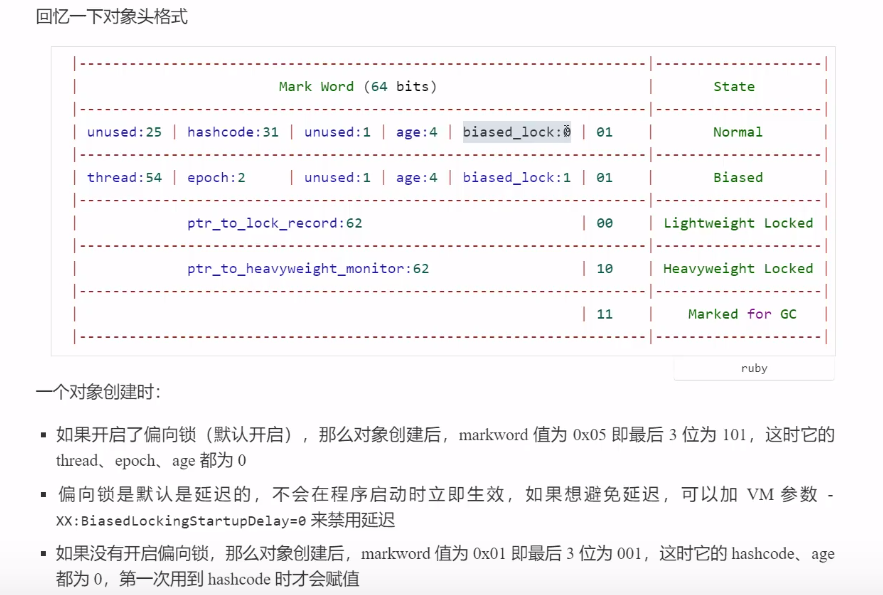 回忆一下对象头格式
|--------------------------------------------------------------------|--------------------|
| Mark Word (64 bits) | State |
|--------------------------------------------------------------------|--------------------|
| unused:25 | hashcode:31 | unused:1 | age:4 | biased_lock:0 | 01 | Normal |
|--------------------------------------------------------------------|--------------------|
| thread:54 | epoch:2 | unused:1 | age:4 | biased_lock:1 | 01 | Biased |
|--------------------------------------------------------------------|--------------------|
| ptr_to_lock_record:62 | 00 | Lightweight Locked |
|--------------------------------------------------------------------|--------------------|
| ptr_to_heavyweight_monitor:62 | 10 | Heavyweight Locked |
|--------------------------------------------------------------------|--------------------|
| | 11 | Marked for GC |
|--------------------------------------------------------------------|--------------------|
ruby
一个对象创建时：
▪ 如果开启了偏向锁（默认开启），那么对象创建后，markword 值为 0x05 即最后 3 位为 101，这时它的
thread、epoch、age 都为 0
▪ 偏向锁是默认是延迟的，不会在程序启动时立即生效，如果想避免延迟，可以加 VM 参数 -
XX:BiasedLockingStartupDelay=0 来禁用延迟
▪ 如果没有开启偏向锁，那么对象创建后，markword 值为 0x01 即最后 3 位为 001，这时它的 hashcode、age
都为 0，第一次用到 hashcode 时才会赋值